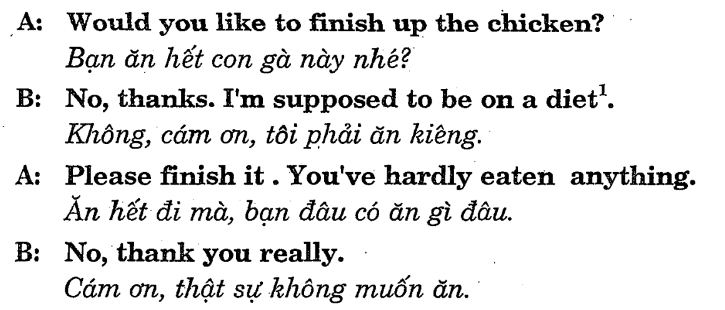 A: Would you like to finish up the chicken?
Bạn ăn hết con gà này nhé?
B: No, thanks. I'm supposed to be on a diet¹.
Không, cám ơn, tôi phải ăn kiêng.
A: Please finish it . You've hardly eaten anything.
Ăn hết đi mà, bạn đâu có ăn gì đâu.
B: No, thank you really.
Cám ơn, thật sự không muốn ăn.